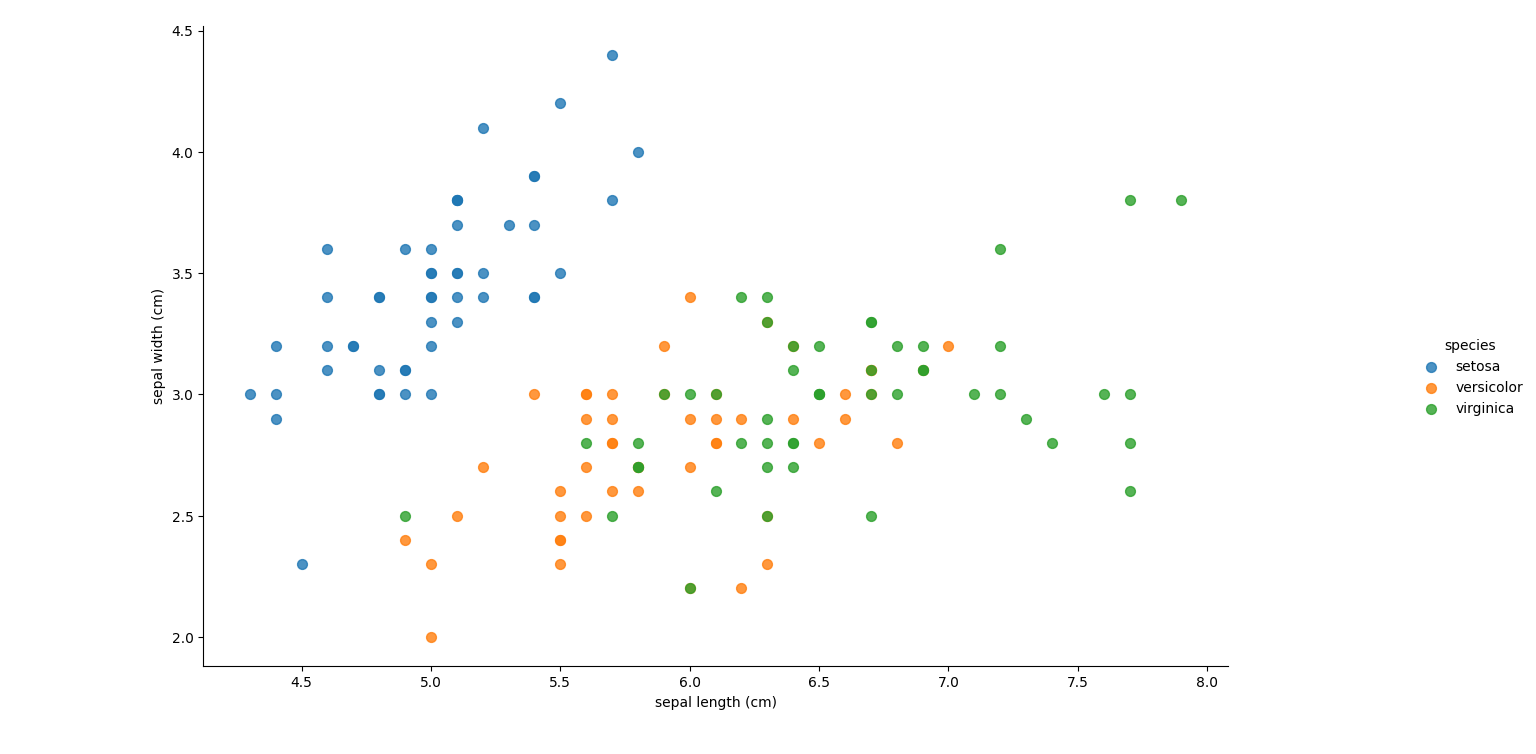 4.5
4.0
3.5
3.0
2.5
2.0
sepal width (cm)
4.5 5.0 5.5 6.0 6.5 7.0 7.5 8.0
sepal length (cm)
species
setosa
versicolor
virginica